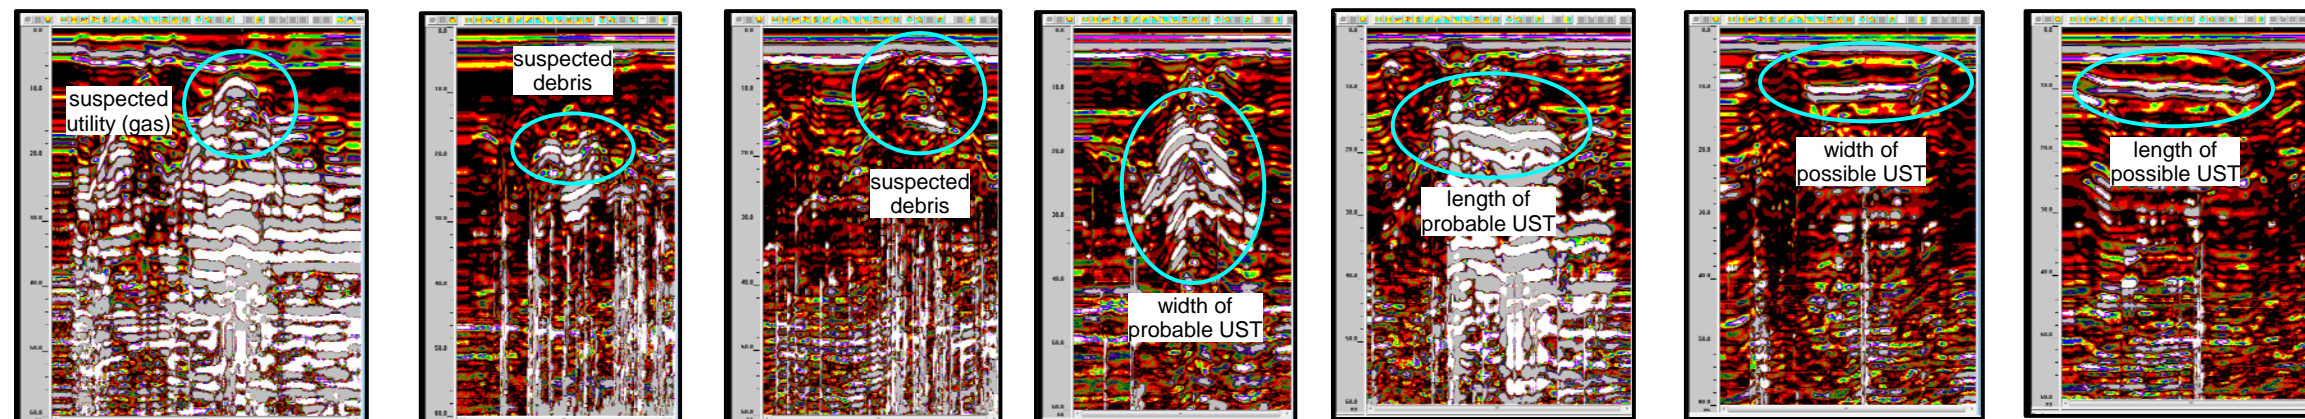 suspected
utility (gas)
suspected
debris
suspected
debris
width of
probable UST
length of
probable UST
width of
possible UST
length of
possible UST